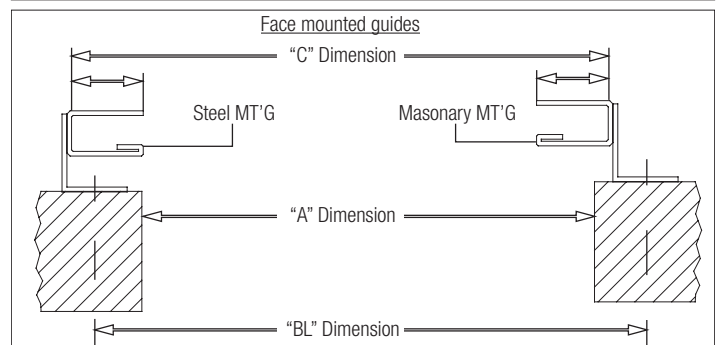 Face mounted guides
“C” Dimension
Steel MT’G Masonary MT’G
“A” Dimension
“BL” Dimension